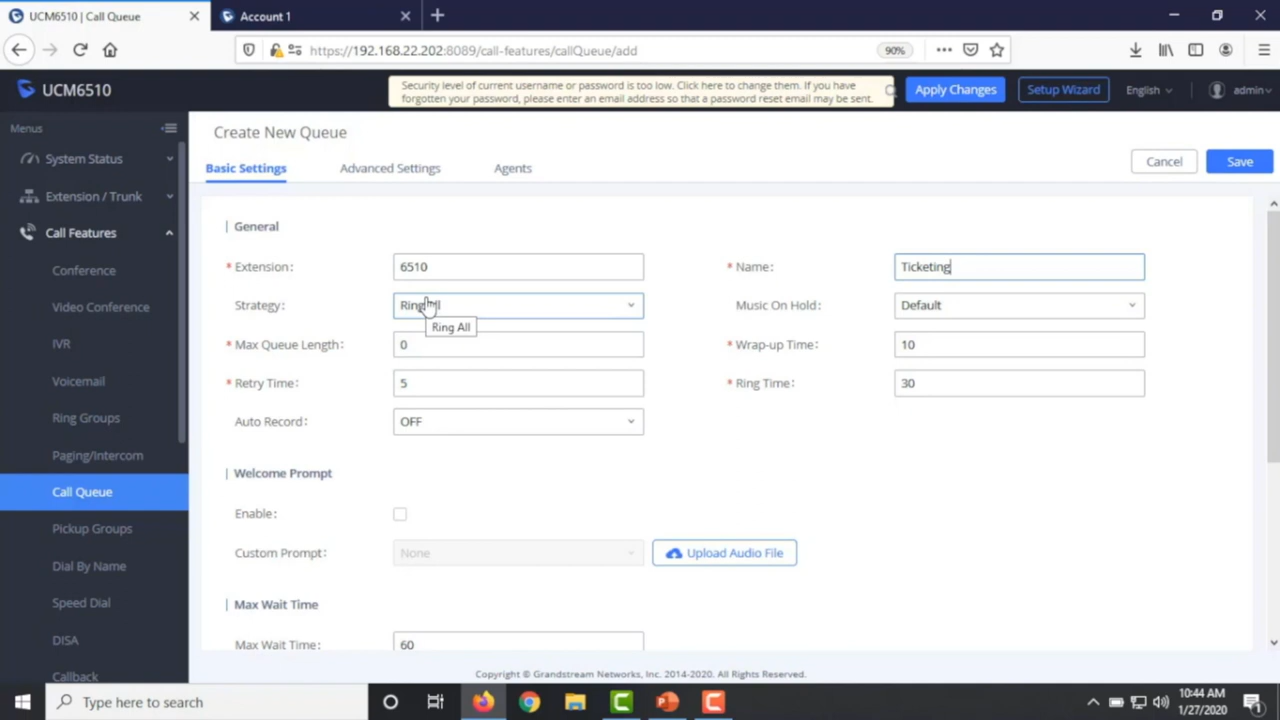 UCM6510 | Call Queue
Account 1
https://192.168.22.202:8089/call-features/callQueue/add
90%
UCM6510
Security level of current username or password is too low. Click here to change them. If you have
forgotten your password, please enter an email address so that a password reset email may be sent.
Apply Changes
Setup Wizard
English
admin
Menus
System Status
Extension / Trunk
Call Features
Conference
Video Conference
IVR
Voicemail
Ring Groups
Paging/Intercom
Call Queue
Pickup Groups
Dial By Name
Speed Dial
DISA
Callback
Create New Queue
Basic Settings
Advanced Settings
Agents
Cancel
Save
General
* Extension: 6510
* Name: Ticketing
Strategy: Ring All
Ring All
Music On Hold: Default
* Max Queue Length: 0
* Wrap-up Time: 10
* Retry Time: 5
* Ring Time: 30
Auto Record: OFF
Welcome Prompt
Enable:
Custom Prompt: None
Upload Audio File
Max Wait Time
Max Wait Time: 60
Copyright © Grandstream Networks, Inc. 2014-2020. All Rights Reserved.
Type here to search
10:44 AM
1/27/2020
1